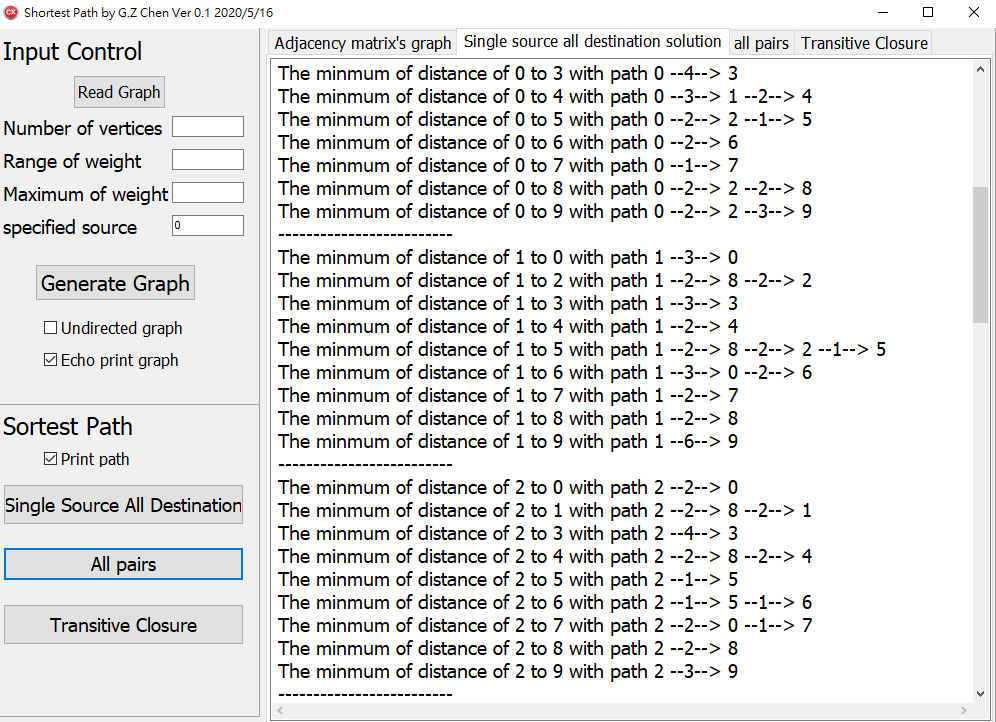 Shortest Path by G.Z Chen Ver 0.1 2020/5/16
Input Control
Read Graph
Number of vertices
Range of weight
Maximum of weight
specified source
0
Generate Graph
Undirected graph
Echo print graph
Sortest Path
Print path
Single Source All Destination
All pairs
Transitive Closure
Adjacency matrix's graph
Single source all destination solution
all pairs
Transitive Closure
The minmum of distance of 0 to 3 with path 0 --4--> 3
The minmum of distance of 0 to 4 with path 0 --3--> 1 --2--> 4
The minmum of distance of 0 to 5 with path 0 --2--> 2 --1--> 5
The minmum of distance of 0 to 6 with path 0 --2--> 6
The minmum of distance of 0 to 7 with path 0 --1--> 7
The minmum of distance of 0 to 8 with path 0 --2--> 2 --2--> 8
The minmum of distance of 0 to 9 with path 0 --2--> 2 --3--> 9
-------------------------
The minmum of distance of 1 to 0 with path 1 --3--> 0
The minmum of distance of 1 to 2 with path 1 --2--> 8 --2--> 2
The minmum of distance of 1 to 3 with path 1 --3--> 3
The minmum of distance of 1 to 4 with path 1 --2--> 4
The minmum of distance of 1 to 5 with path 1 --2--> 8 --2--> 2 --1--> 5
The minmum of distance of 1 to 6 with path 1 --3--> 0 --2--> 6
The minmum of distance of 1 to 7 with path 1 --2--> 7
The minmum of distance of 1 to 8 with path 1 --2--> 8
The minmum of distance of 1 to 9 with path 1 --6--> 9
-------------------------
The minmum of distance of 2 to 0 with path 2 --2--> 0
The minmum of distance of 2 to 1 with path 2 --2--> 8 --2--> 1
The minmum of distance of 2 to 3 with path 2 --4--> 3
The minmum of distance of 2 to 4 with path 2 --2--> 8 --2--> 4
The minmum of distance of 2 to 5 with path 2 --1--> 5
The minmum of distance of 2 to 6 with path 2 --1--> 5 --1--> 6
The minmum of distance of 2 to 7 with path 2 --2--> 0 --1--> 7
The minmum of distance of 2 to 8 with path 2 --2--> 8
The minmum of distance of 2 to 9 with path 2 --3--> 9
-------------------------